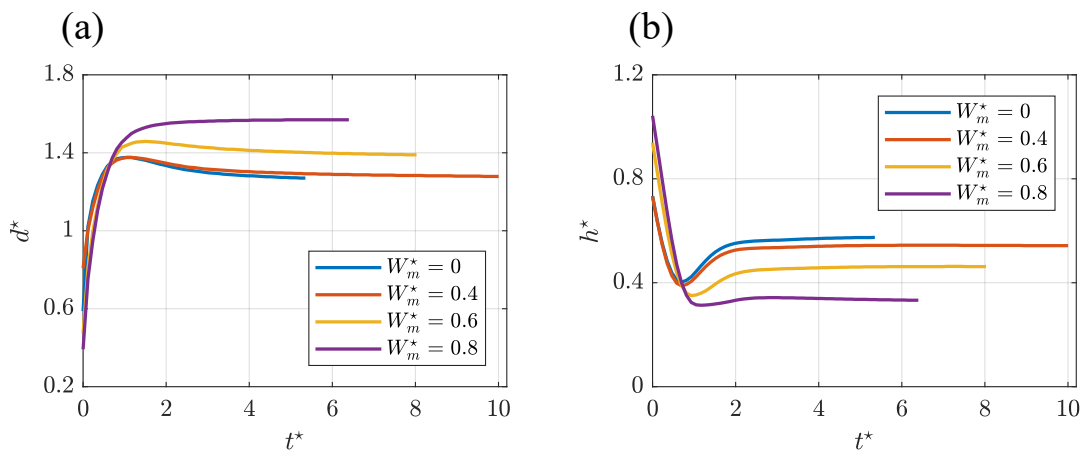 (a)
1.8
1.4
1
0.6
0.2
d⋆
0 2 4 6 8 10
t⋆
W⋆m = 0
W⋆m = 0.4
W⋆m = 0.6
W⋆m = 0.8
(b)
1.2
0.8
0.4
0
h⋆
0 2 4 6 8 10
t⋆
W⋆m = 0
W⋆m = 0.4
W⋆m = 0.6
W⋆m = 0.8